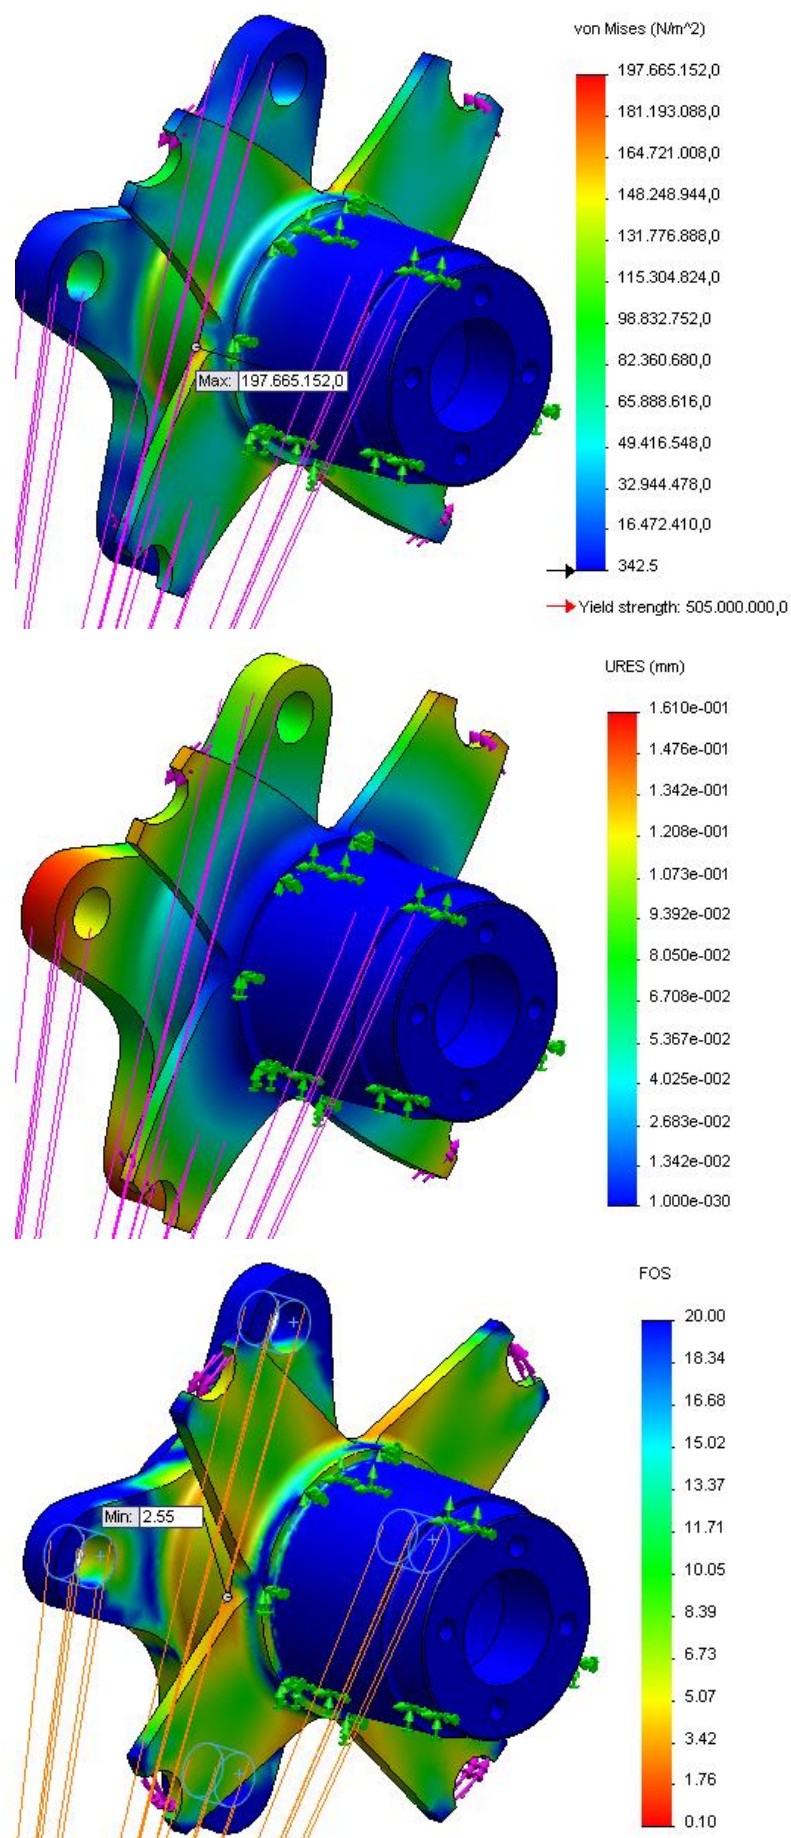 von Mises (N/m^2)
197.665.152,0
181.193.088,0
164.721.008,0
148.248.944,0
131.776.888,0
115.304.824,0
98.832.752,0
82.360.680,0
65.888.616,0
49.416.548,0
32.944.478,0
16.472.410,0
342.5
Yield strength: 505.000.000,0
Max: 197.665.152,0
URES (mm)
1.610e-001
1.476e-001
1.342e-001
1.208e-001
1.073e-001
9.392e-002
8.050e-002
6.708e-002
5.367e-002
4.025e-002
2.683e-002
1.342e-002
1.000e-030
FOS
20.00
18.34
16.68
15.02
13.37
11.71
10.05
8.39
6.73
5.07
3.42
1.76
0.10
Min: 2.55